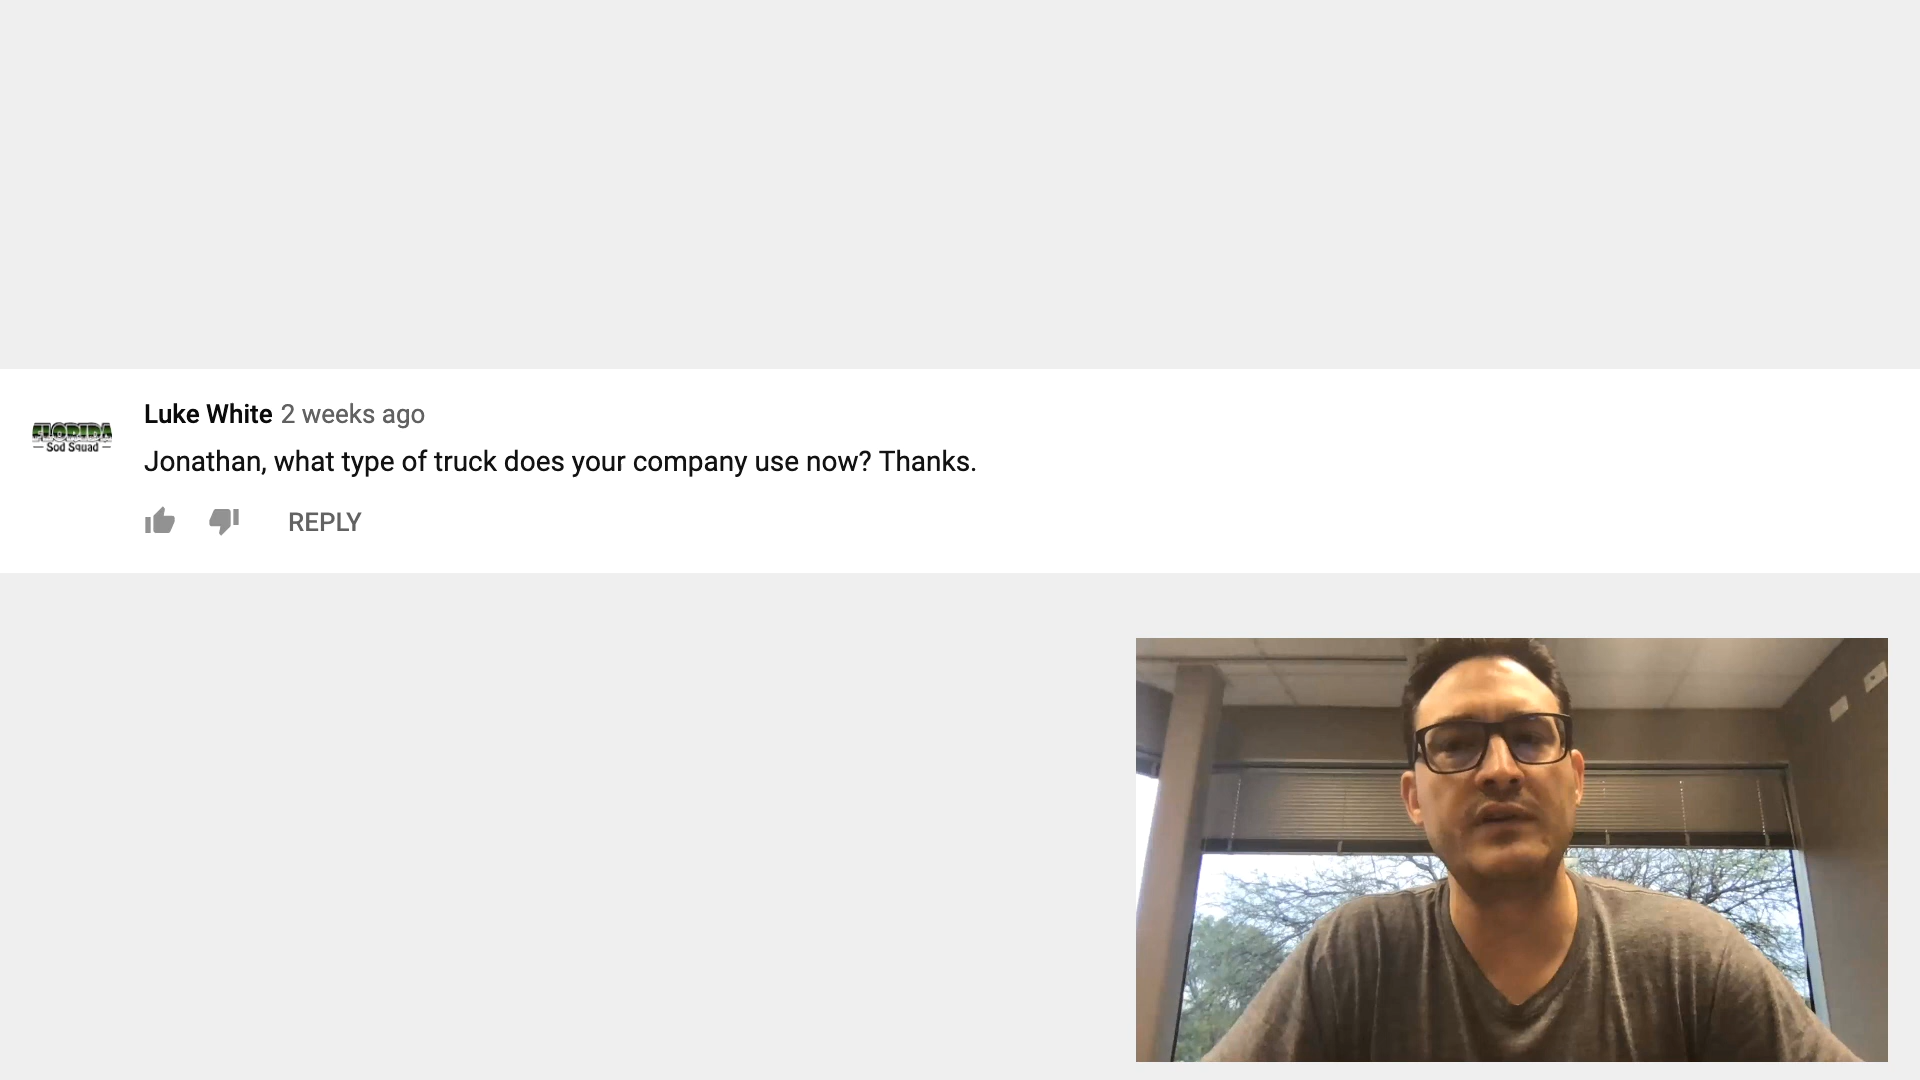 FLORIDA
Sod Squad
Luke White 2 weeks ago
Jonathan, what type of truck does your company use now? Thanks.
REPLY